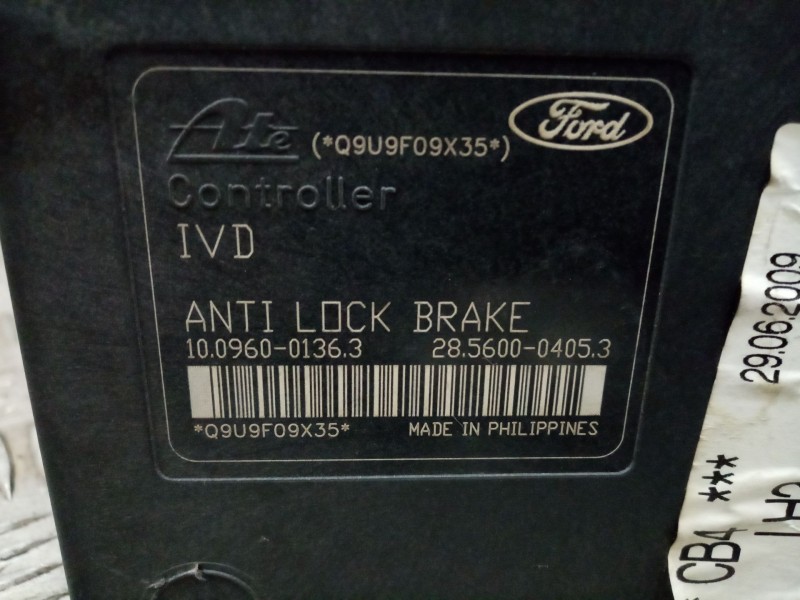 Ate (*Q9U9F09X35*) Ford
Controller
IVD
ANTI LOCK BRAKE
10.0960-0136.3 28.5600-0405.3
*Q9U9F09X35* MADE IN PHILIPPINES
29.06.2009
CB4 ***